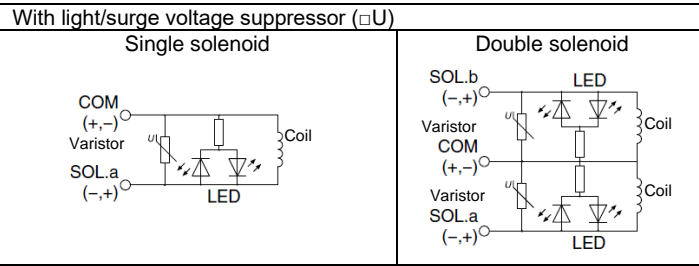 With light/surge voltage suppressor (□U)
Single solenoid
COM
(+,−)
Varistor
U
Coil
SOL.a
(−,+)
LED
Double solenoid
SOL.b
(−,+)
LED
Varistor
U
Coil
COM
(+,−)
Varistor
U
Coil
SOL.a
(−,+)
LED